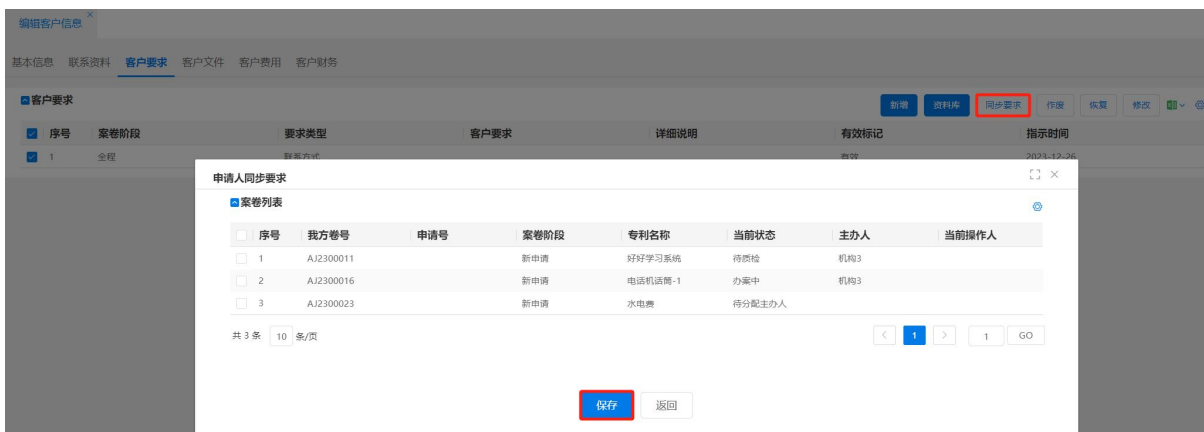 编辑客户信息 ×
基本信息 联系资料 客户要求 客户文件 客户费用 客户财务
客户要求 新增 资料库 同步要求 作废 恢复 修改
序号 案卷阶段 要求类型 客户要求 详细说明 有效标记 指示时间
1 全程 联系方式 有效 2023-12-26
申请人同步要求
案卷列表
序号 我方卷号 申请号 案卷阶段 专利名称 当前状态 主办人 当前操作人
1 AJ2300011 新申请 好好学习系统 待质检 机构3
2 AJ2300016 新申请 电话机话筒-1 办案中 机构3
3 AJ2300023 新申请 水电费 待分配主办人
共 3 条 10 条/页 < 1 > 1 GO
保存 返回